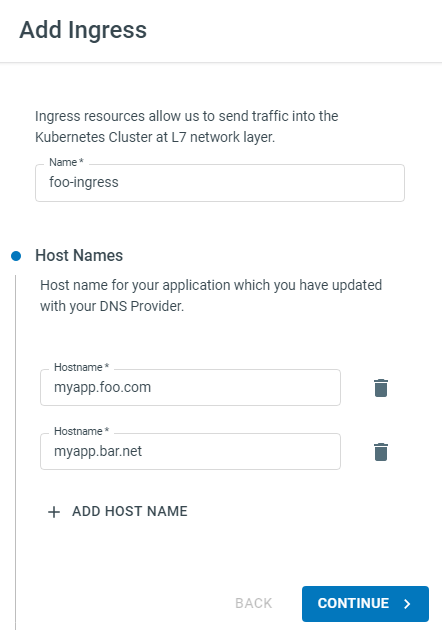 Add Ingress
Ingress resources allow us to send traffic into the
Kubernetes Cluster at L7 network layer.
Name *
foo-ingress
Host Names
Host name for your application which you have updated
with your DNS Provider.
Hostname *
myapp.foo.com
Hostname *
myapp.bar.net
ADD HOST NAME
BACK
CONTINUE